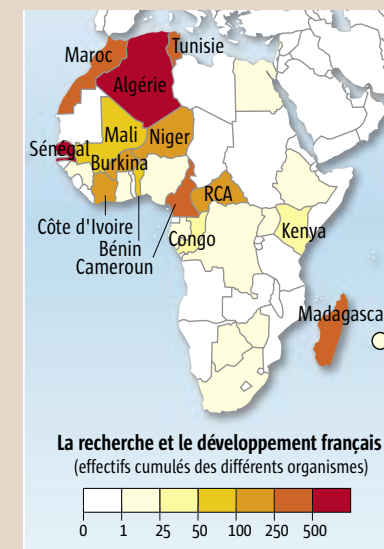 Maroc
Tunisie
Algérie
Mali
Niger
Sénégal
Burkina
RCA
Côte d'Ivoire
Congo
Kenya
Bénin
Cameroun
Madagasca
La recherche et le développement français
(effectifs cumulés des différents organismes)
0 1 25 50 100 250 500